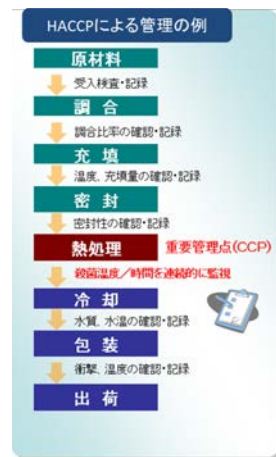 HACCPによる管理の例
原材料
受入検査・記録
調合
調合比率の確認・記録
充填
温度、充填量の確認・記録
密封
密封性の確認・記録
熱処理 重要管理点(CCP)
殺菌温度／時間を連続的に監視
冷却
水質、水温の確認・記録
包装
衝撃、温度の確認・記録
出荷